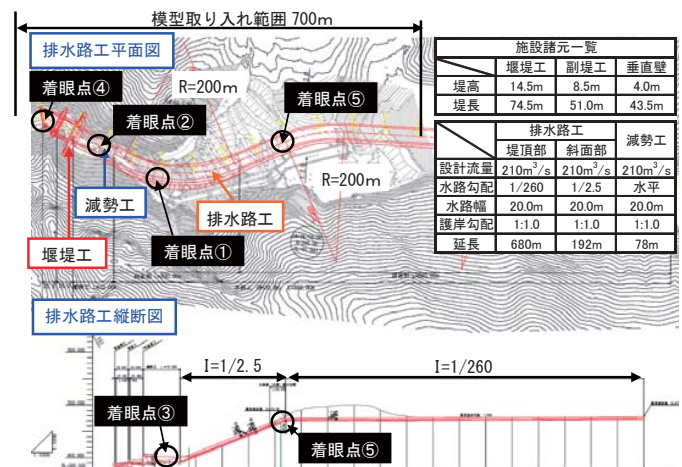 模型取り入れ範囲 700m
排水路工平面図
着眼点④
着眼点②
R=200m
着眼点⑤
R=200m
減勢工
排水路工
堰堤工
着眼点①
施設諸元一覧
堰堤工 副堤工 垂直壁
堤高 14.5m 8.5m 4.0m
堤長 74.5m 51.0m 43.5m
排水路工 減勢工
堤頂部 斜面部
設計流量 210m³/s 210m³/s 210m³/s
水路勾配 1/260 1/2.5 水平
水路幅 20.0m 20.0m 20.0m
護岸勾配 1:1.0 1:1.0 1:1.0
延長 680m 192m 78m
排水路工縦断図
I=1/2.5
I=1/260
着眼点③
着眼点⑤